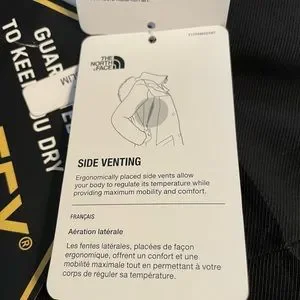 GUAR
TO KEE
U DRY
THE
NORTH
FACE
SIDE VENTING
Ergonomically placed side vents allow
your body to regulate its temperature while
providing maximum mobility and comfort.
FRANÇAIS
Aération latérale
Les fentes latérales, placées de façon
ergonomique, offrent un confort et une
mobilité maximale tout en permettant à votre
corps de réguler sa température.